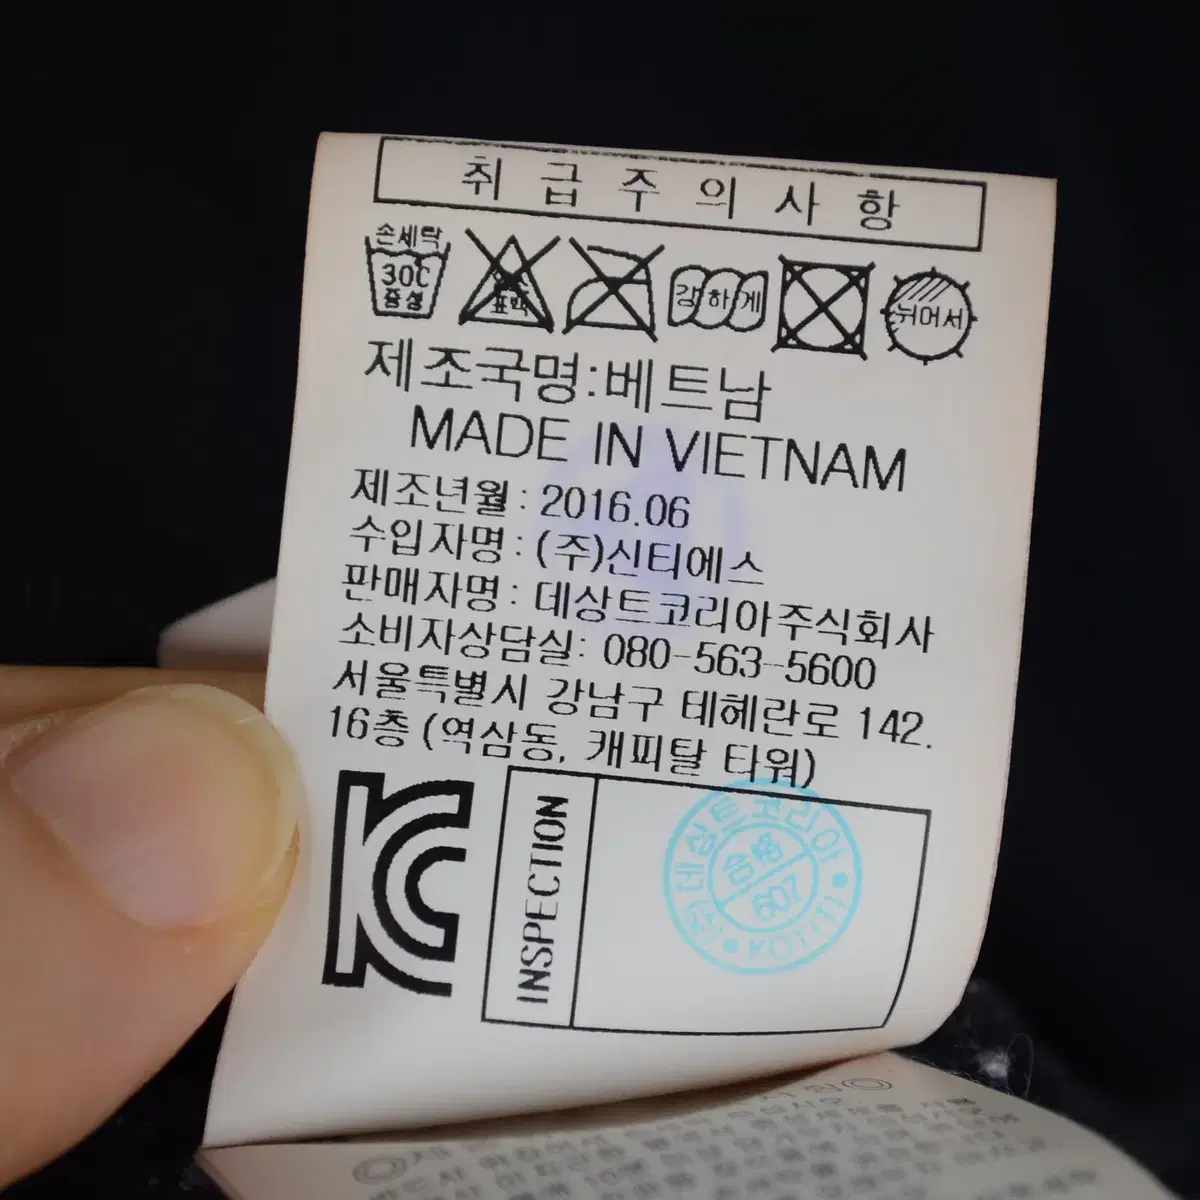 취급주의사항
손세탁
30C
중성
표백
강하게
뉘어서
제조국명:베트남
MADE IN VIETNAM
제조년월: 2016.06
수입자명: (주)신티에스
판매자명: 데상트코리아주식회사
소비자상담실: 080-563-5600
서울특별시 강남구 테헤란로 142.
16층 (역삼동, 캐피탈 타워)
INSPECTION
데상트코리아
合格
607
KOTITI